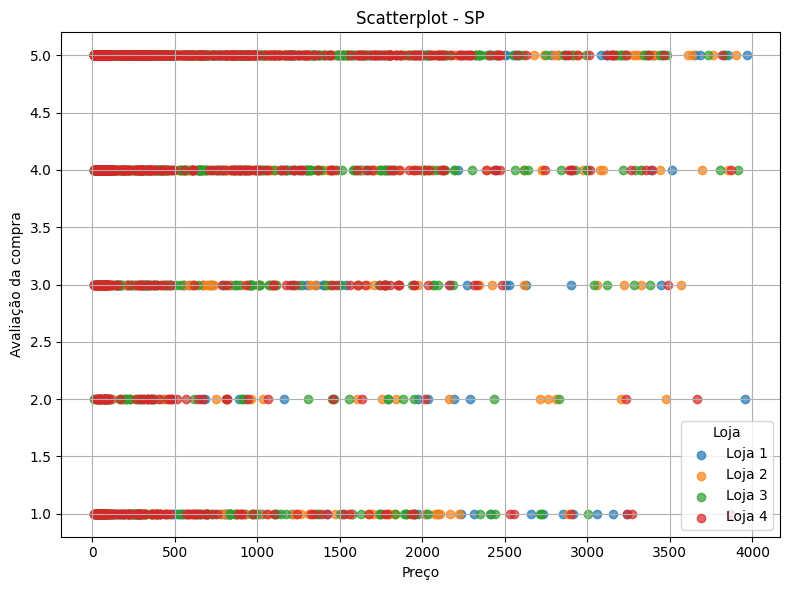 Scatterplot - SP
Avaliação da compra
5.0
4.5
4.0
3.5
3.0
2.5
2.0
1.5
1.0
Loja
Loja 1
Loja 2
Loja 3
Loja 4
0 500 1000 1500 2000 2500 3000 3500 4000
Preço